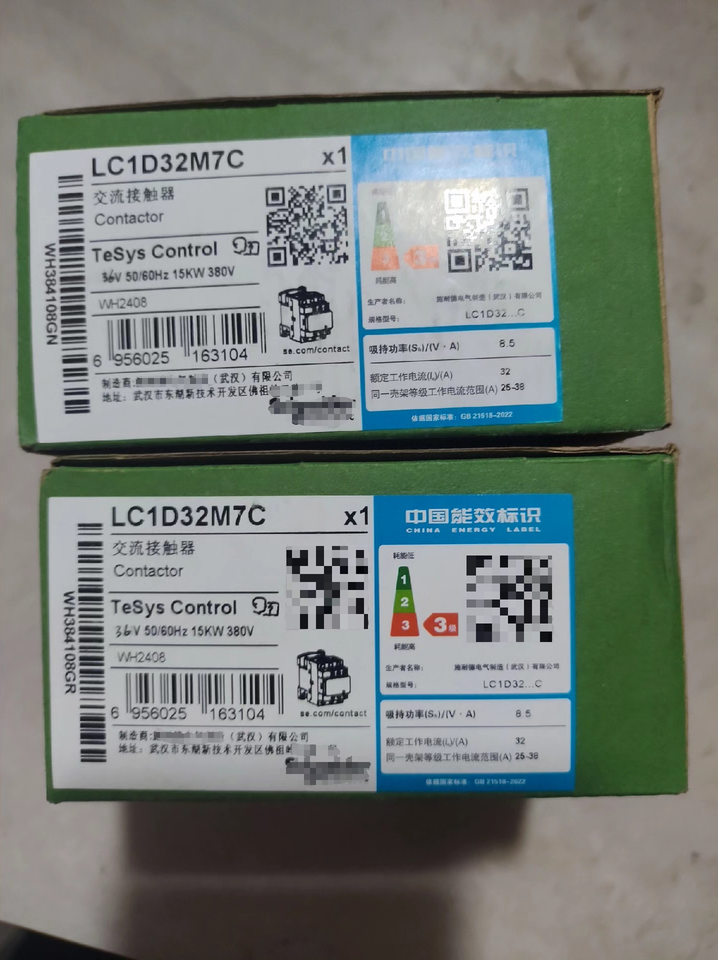 LC1D32M7C x1
交流接触器
Contactor
TeSys Control
36V 50/60Hz 15KW 380V
WH2408
WH384108GN
6 956025 163104
se.com/contact
制造商: （武汉）有限公司
地址: 武汉市东湖新技术开发区佛祖
中国能效标识
3
耗能高
生产者名称: 施耐德电气制造（武汉）有限公司
规格型号: LC1D32...C
吸持功率(Sₕ)/(V·A) 8.5
额定工作电流(Iₑ)/(A) 32
同一壳架等级工作电流范围(A) 25-38
依据国家标准: GB 21518-2022
LC1D32M7C x1
交流接触器
Contactor
TeSys Control
36V 50/60Hz 15KW 380V
WH2408
WH384108GR
6 956025 163104
se.com/contact
制造商: （武汉）有限公司
地址: 武汉市东湖新技术开发区佛祖
中国能效标识
CHINA ENERGY LABEL
耗能低
1
2
3
3级
耗能高
生产者名称: 施耐德电气制造（武汉）有限公司
规格型号: LC1D32...C
吸持功率(Sₕ)/(V·A) 8.5
额定工作电流(Iₑ)/(A) 32
同一壳架等级工作电流范围(A) 25-38
依据国家标准: GB 21518-2022